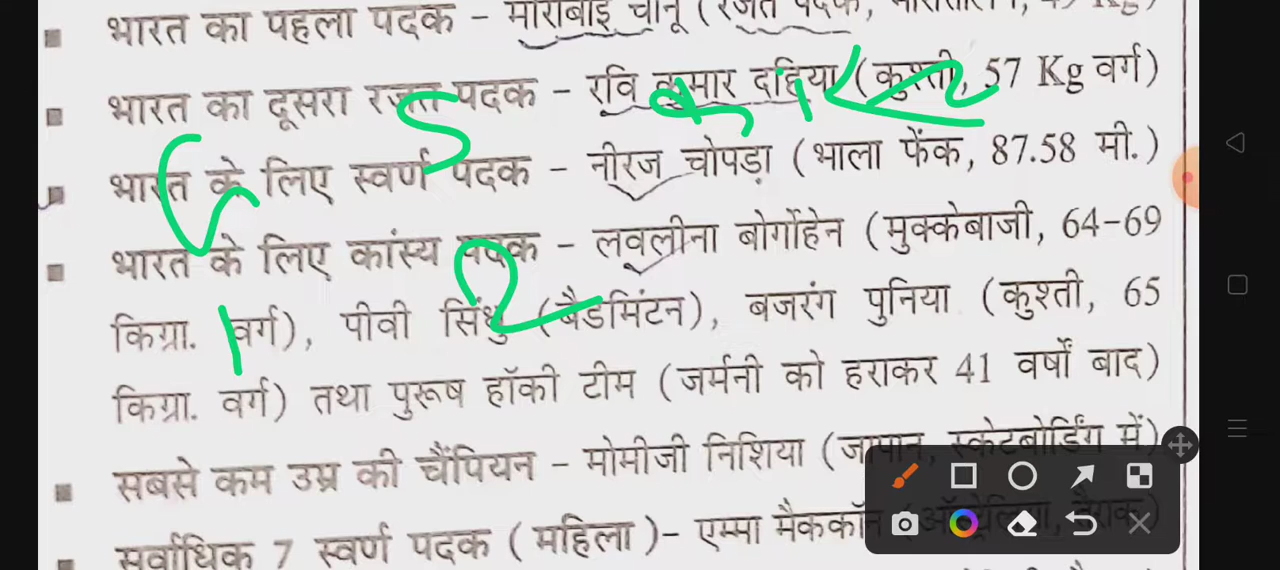 ▪ भारत का पहला पदक - मीराबाई चानू (रजत पदक,
▪ भारत का दूसरा रजत पदक - रवि कुमार दहिया (कुश्ती, 57 Kg वर्ग)
▪ भारत के लिए स्वर्ण पदक - नीरज चोपड़ा (भाला फेंक, 87.58 मी.)
▪ भारत के लिए कांस्य पदक - लवलीना बोर्गोहेन (मुक्केबाजी, 64-69
किग्रा. वर्ग), पीवी सिंधु (बैडमिंटन), बजरंग पुनिया (कुश्ती, 65
किग्रा. वर्ग) तथा पुरूष हॉकी टीम (जर्मनी को हराकर 41 वर्षों बाद)
▪ सबसे कम उम्र की चैंपियन - मोमीजी निशिया (जापान, स्केटबोर्डिंग में)
▪ सर्वाधिक 7 स्वर्ण पदक (महिला)- एम्मा मैककॉन